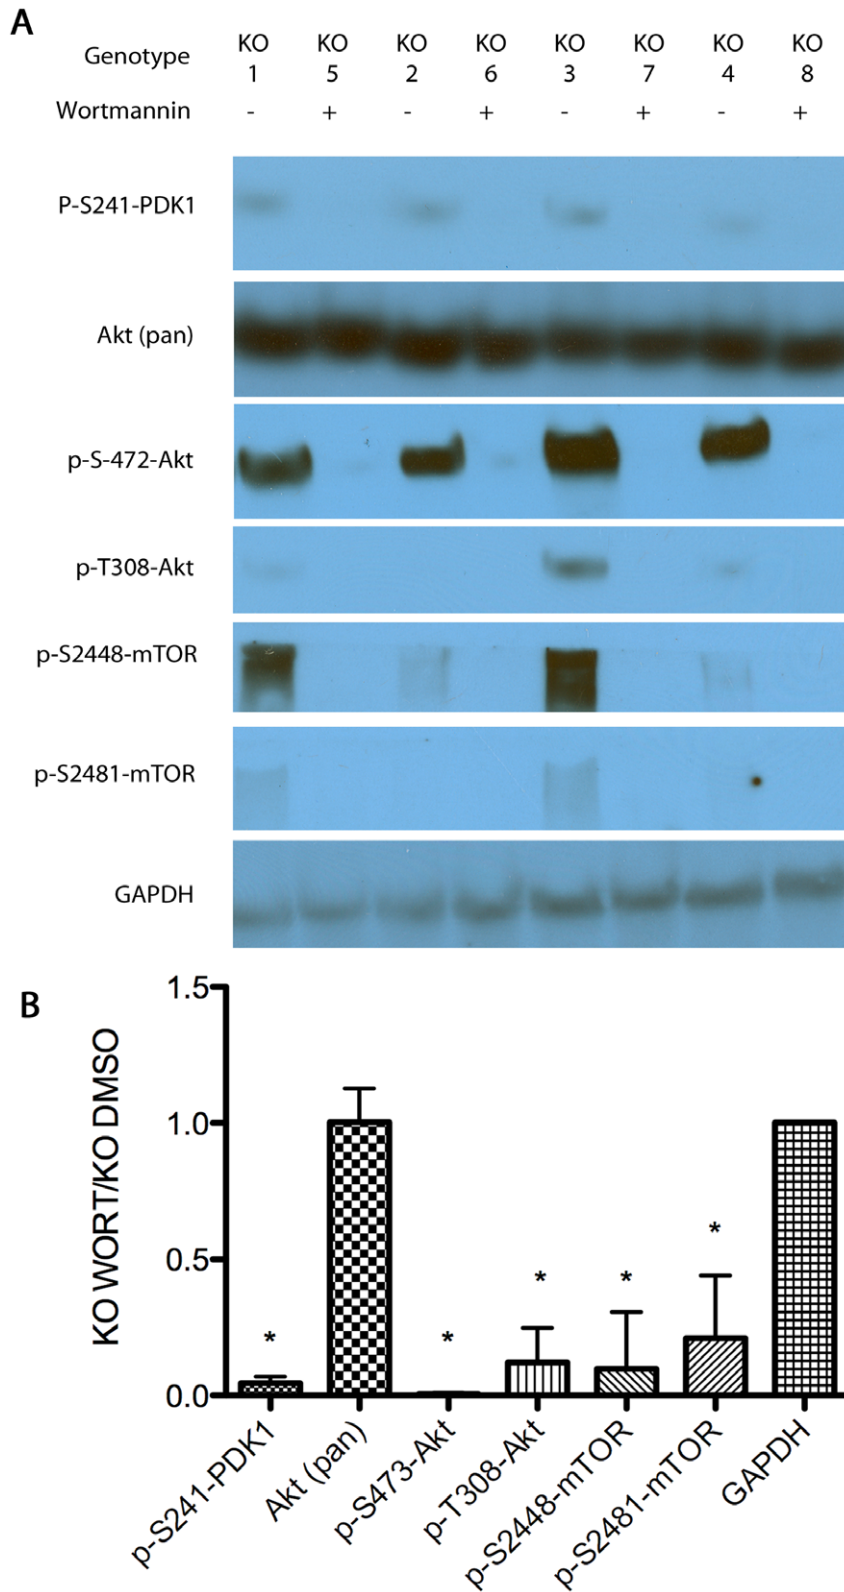 A
Genotype KO KO KO KO KO KO KO KO
1 5 2 6 3 7 4 8
Wortmannin - + - + - + - +
P-S241-PDK1
Akt (pan)
p-S-472-Akt
p-T308-Akt
p-S2448-mTOR
p-S2481-mTOR
GAPDH
B
KO WORT/KO DMSO
1.5
1.0
0.5
0.0
* * * * *
p-S241-PDK1
Akt (pan)
p-S473-Akt
p-T308-Akt
p-S2448-mTOR
p-S2481-mTOR
GAPDH